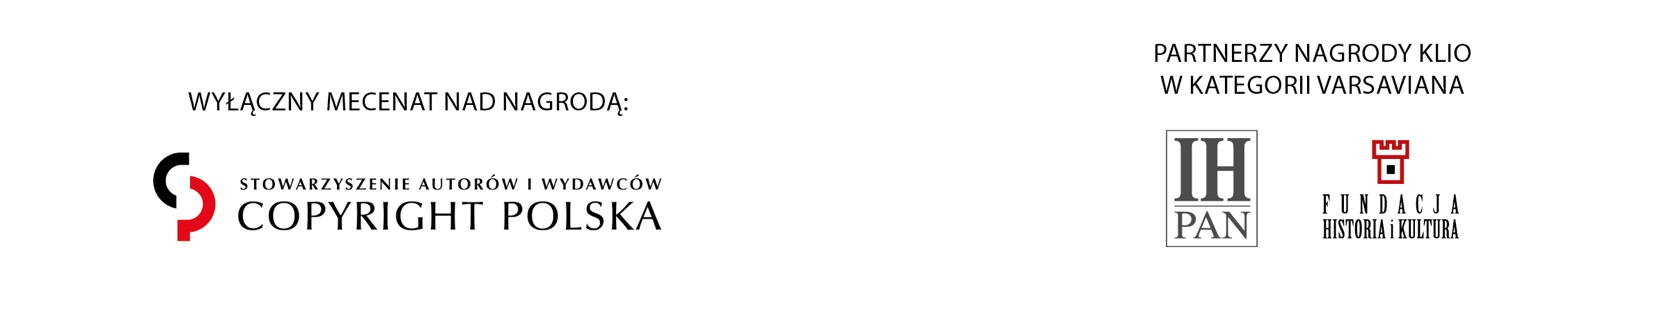 WYŁĄCZNY MECENAT NAD NAGRODĄ:
STOWARZYSZENIE AUTORÓW I WYDAWCÓW
COPYRIGHT POLSKA
PARTNERZY NAGRODY KLIO
W KATEGORII VARSAVIANA
IH
PAN
FUNDACJA
HISTORIA i KULTURA